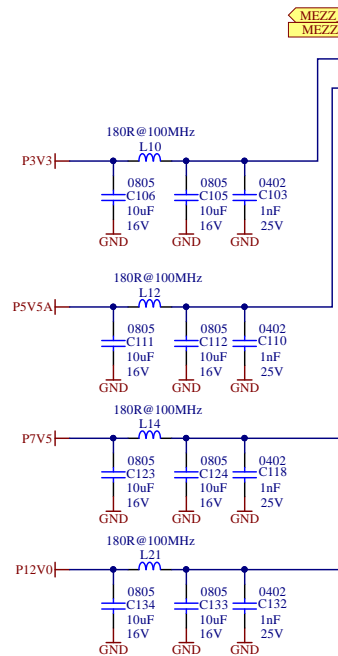 MEZZ
MEZZ
180R@100MHz
L10
P3V3
0805 0805 0402
C106 C105 C103
10uF 10uF 1nF
16V 16V 25V
GND GND GND
180R@100MHz
L12
P5V5A
0805 0805 0402
C111 C112 C110
10uF 10uF 1nF
16V 16V 25V
GND GND GND
180R@100MHz
L14
P7V5
0805 0805 0402
C123 C124 C118
10uF 10uF 1nF
16V 16V 25V
GND GND GND
180R@100MHz
L21
P12V0
0805 0805 0402
C134 C133 C132
10uF 10uF 1nF
16V 16V 25V
GND GND GND